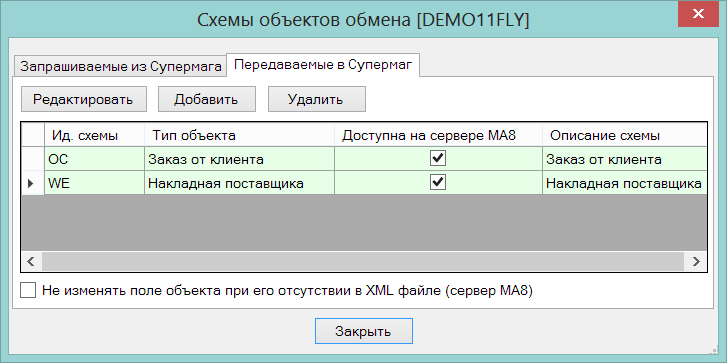 Схемы объектов обмена [DEMO11FLY]
Запрашиваемые из Супермага Передаваемые в Супермаг
Редактировать Добавить Удалить
Ид. схемы Тип объекта Доступна на сервере МА8 Описание схемы
OC Заказ от клиента Заказ от клиента
WE Накладная поставщика Накладная поставщика
Не изменять поле объекта при его отсутствии в XML файле (сервер МА8)
Закрыть